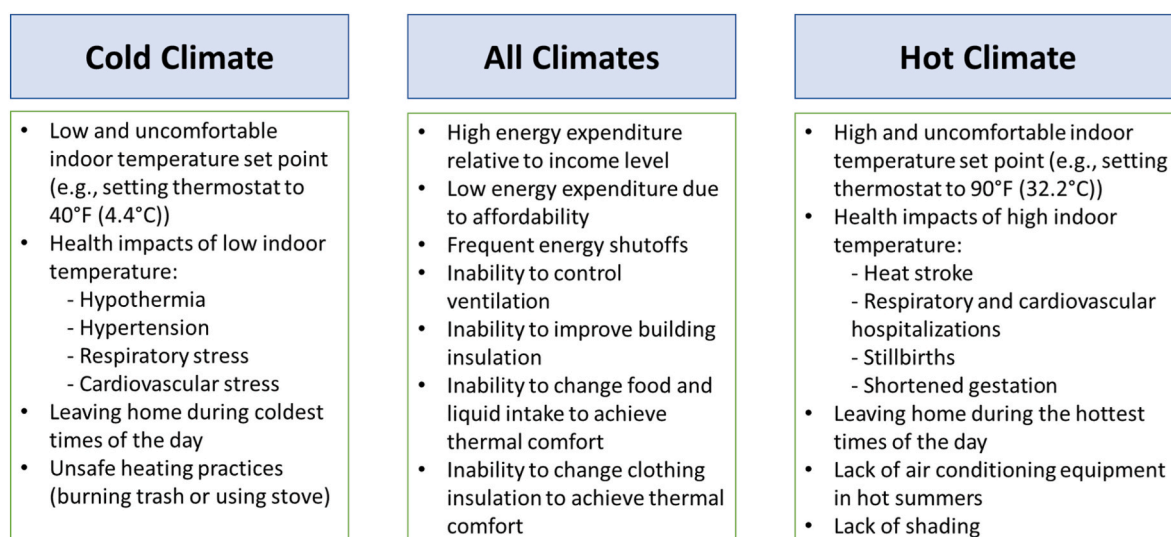 Cold Climate
• Low and uncomfortable
indoor temperature set point
(e.g., setting thermostat to
40°F (4.4°C))
• Health impacts of low indoor
temperature:
- Hypothermia
- Hypertension
- Respiratory stress
- Cardiovascular stress
• Leaving home during coldest
times of the day
• Unsafe heating practices
(burning trash or using stove)
All Climates
• High energy expenditure
relative to income level
• Low energy expenditure due
to affordability
• Frequent energy shutoffs
• Inability to control
ventilation
• Inability to improve building
insulation
• Inability to change food and
liquid intake to achieve
thermal comfort
• Inability to change clothing
insulation to achieve thermal
comfort
Hot Climate
• High and uncomfortable indoor
temperature set point (e.g., setting
thermostat to 90°F (32.2°C))
• Health impacts of high indoor
temperature:
- Heat stroke
- Respiratory and cardiovascular
hospitalizations
- Stillbirths
- Shortened gestation
• Leaving home during the hottest
times of the day
• Lack of air conditioning equipment
in hot summers
• Lack of shading